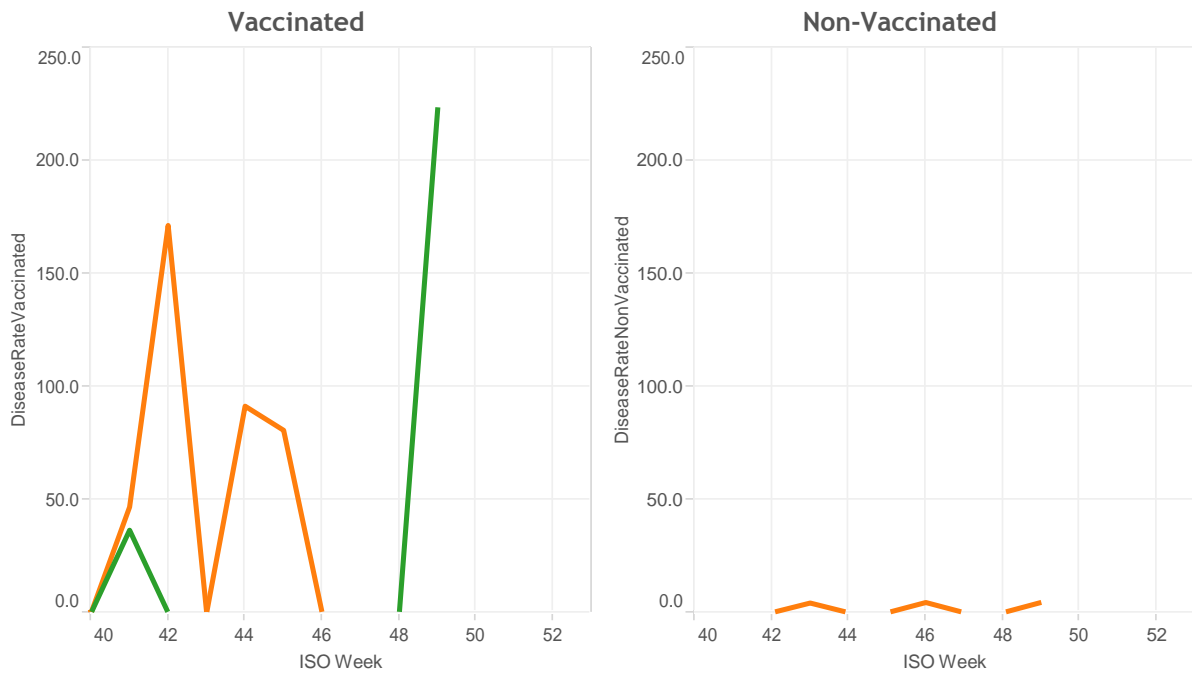 Vaccinated
250.0
200.0
150.0
100.0
50.0
0.0
DiseaseRateVaccinated
40 42 44 46 48 50 52
ISO Week
Non-Vaccinated
250.0
200.0
150.0
100.0
50.0
0.0
DiseaseRateNonVaccinated
40 42 44 46 48 50 52
ISO Week